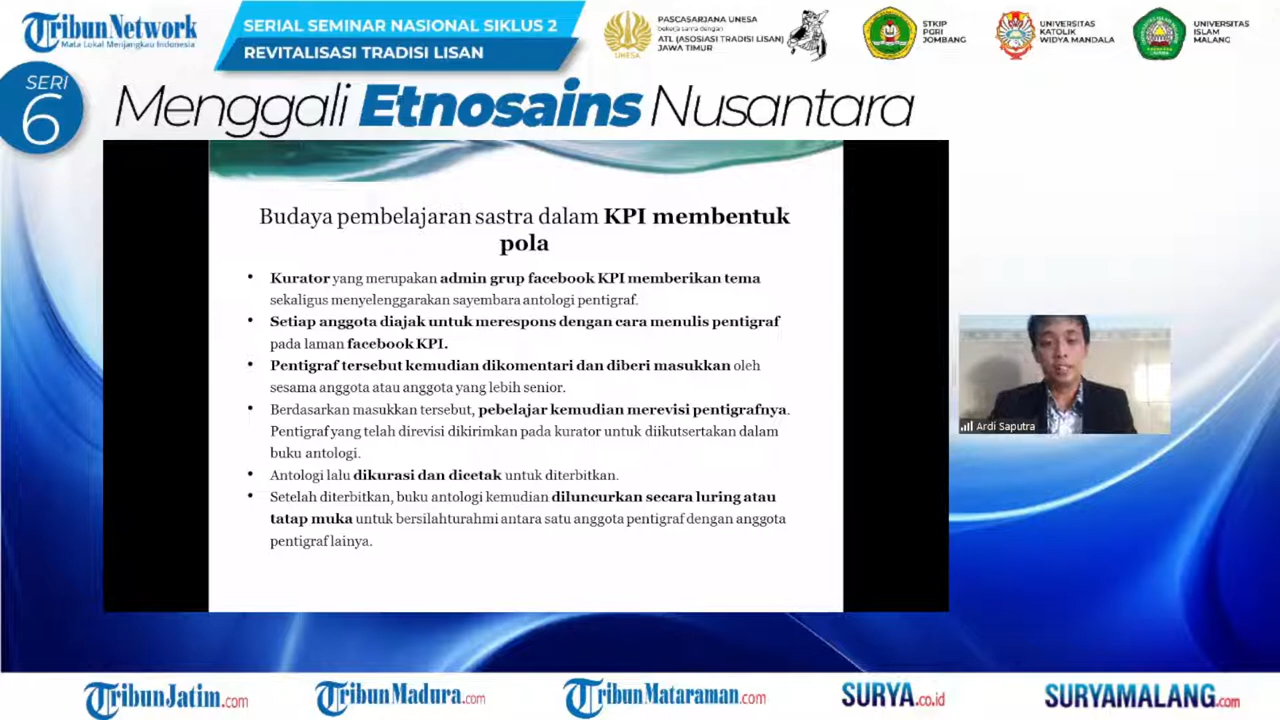 Tribun Network
Mata Lokal Menjangkau Indonesia
SERIAL SEMINAR NASIONAL SIKLUS 2
REVITALISASI TRADISI LISAN
UNESA
PASCASARJANA UNESA
bekerja sama dengan
ATL (ASOSIASI TRADISI LISAN)
JAWA TIMUR
STKIP
PGRI
JOMBANG
UNIVERSITAS
KATOLIK
WIDYA MANDALA
UNIVERSITAS
ISLAM
MALANG
SERI
6
Menggali Etnosains Nusantara
Budaya pembelajaran sastra dalam KPI membentuk
pola
• Kurator yang merupakan admin grup facebook KPI memberikan tema
sekaligus menyelenggarakan sayembara antologi pentigraf.
• Setiap anggota diajak untuk merespons dengan cara menulis pentigraf
pada laman facebook KPI.
• Pentigraf tersebut kemudian dikomentari dan diberi masukkan oleh
sesama anggota atau anggota yang lebih senior.
• Berdasarkan masukkan tersebut, pebelajar kemudian merevisi pentigrafnya.
Pentigraf yang telah direvisi dikirimkan pada kurator untuk diikutsertakan dalam
buku antologi.
• Antologi lalu dikurasi dan dicetak untuk diterbitkan.
• Setelah diterbitkan, buku antologi kemudian diluncurkan secara luring atau
tatap muka untuk bersilahturahmi antara satu anggota pentigraf dengan anggota
pentigraf lainya.
Ardi Saputra
TribunJatim.com
TribunMadura.com
TribunMataraman.com
SURYA.co.id
SURYAMALANG.com